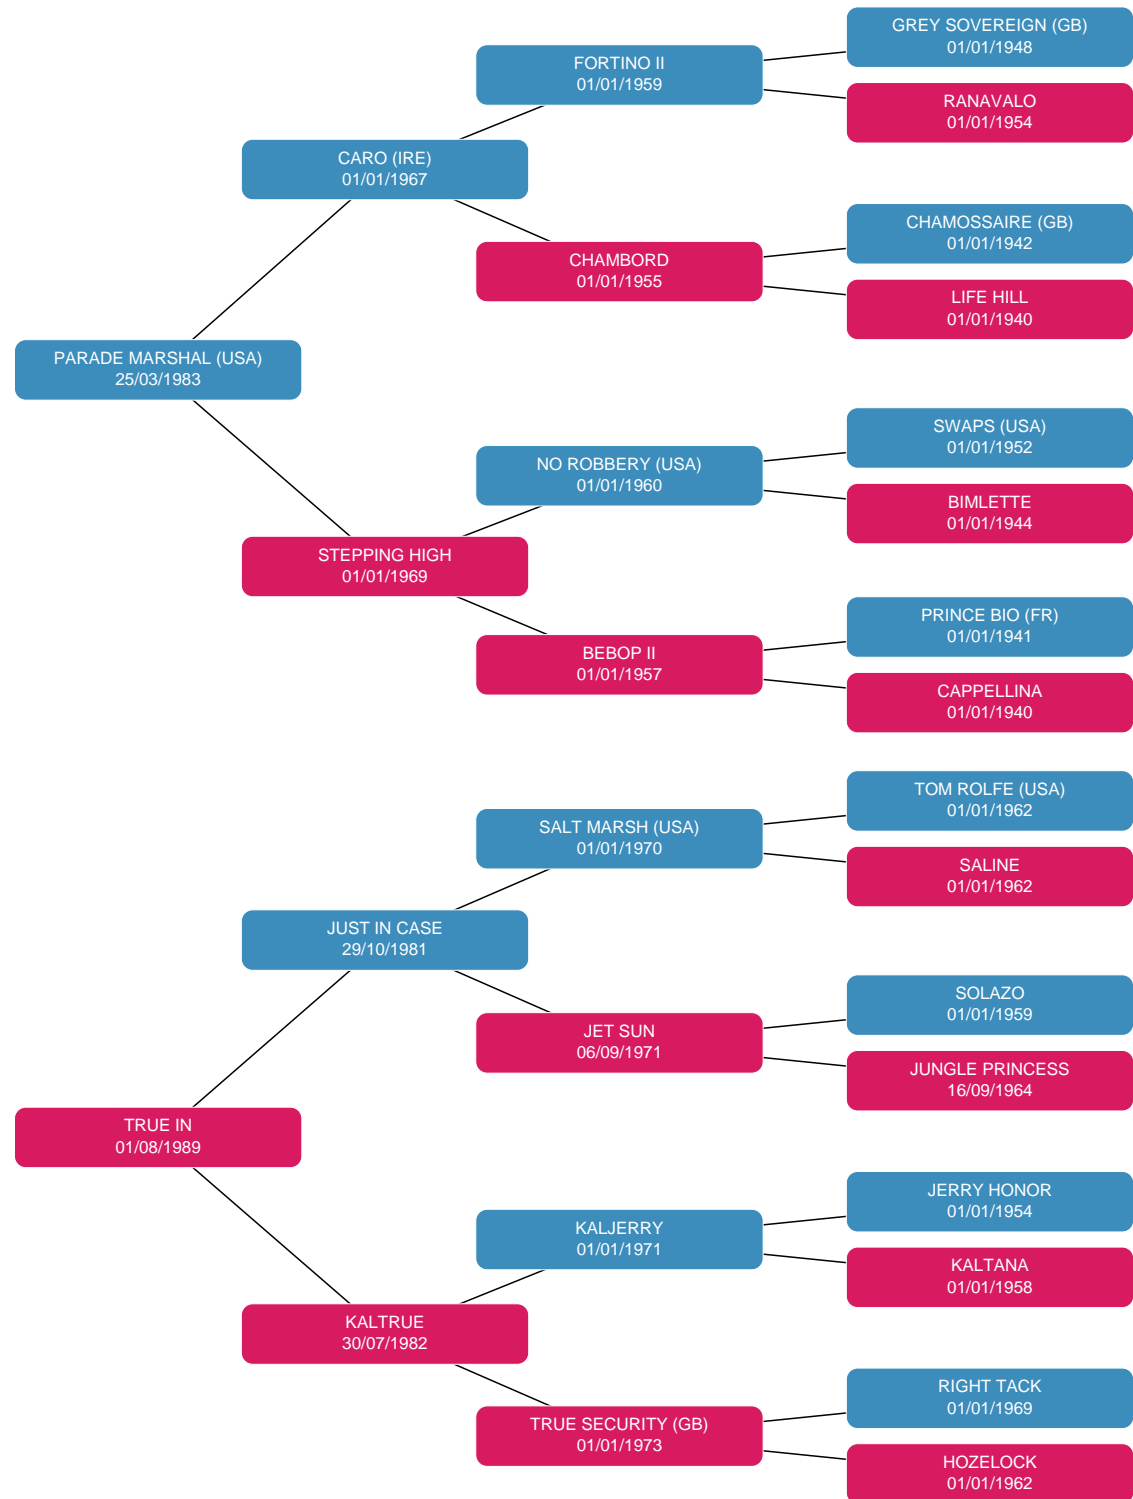 GREY SOVEREIGN (GB)
01/01/1948
FORTINO II
01/01/1959
RANAVALO
01/01/1954
CARO (IRE)
01/01/1967
CHAMOSSAIRE (GB)
01/01/1942
CHAMBORD
01/01/1955
LIFE HILL
01/01/1940
PARADE MARSHAL (USA)
25/03/1983
SWAPS (USA)
01/01/1952
NO ROBBERY (USA)
01/01/1960
BIMLETTE
01/01/1944
STEPPING HIGH
01/01/1969
PRINCE BIO (FR)
01/01/1941
BEBOP II
01/01/1957
CAPPELLINA
01/01/1940
TOM ROLFE (USA)
01/01/1962
SALT MARSH (USA)
01/01/1970
SALINE
01/01/1962
JUST IN CASE
29/10/1981
SOLAZO
01/01/1959
JET SUN
06/09/1971
JUNGLE PRINCESS
16/09/1964
TRUE IN
01/08/1989
JERRY HONOR
01/01/1954
KALJERRY
01/01/1971
KALTANA
01/01/1958
KALTRUE
30/07/1982
RIGHT TACK
01/01/1969
TRUE SECURITY (GB)
01/01/1973
HOZELOCK
01/01/1962